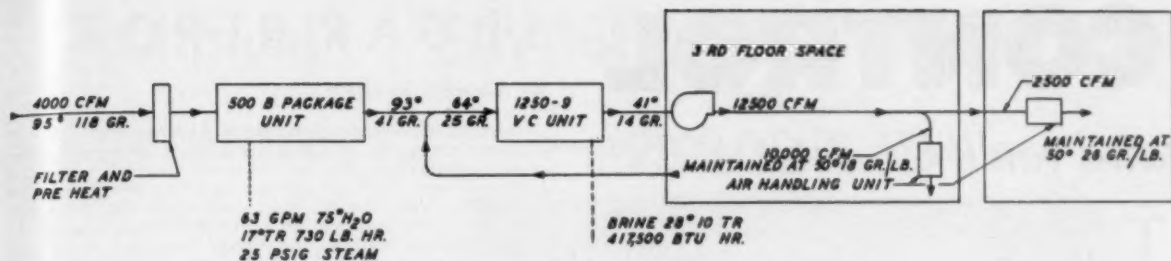 3 RD FLOOR SPACE
4000 CFM
95° 118 GR.
500 B PACKAGE
UNIT
93°
41 GR.
64°
25 GR.
1250-9
VC UNIT
41°
14 GR.
12500 CFM
2500 CFM
FILTER AND
PRE HEAT
10,000 CFM
MAINTAINED AT 50° 18 GR./LB.
AIR HANDLING UNIT
MAINTAINED AT
50° 26 GR./LB.
63 GPM 75° H₂O
17° TR 730 LB. HR.
25 PSIG STEAM
BRINE 28° 10 TR
417,500 BTU HR.